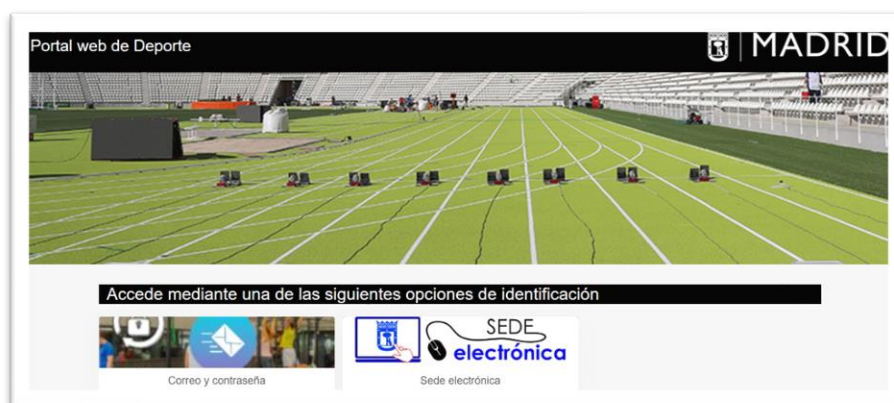 Portal web de Deporte
MADRID
Accede mediante una de las siguientes opciones de identificación
SEDE
electrónica
Correo y contraseña
Sede electrónica